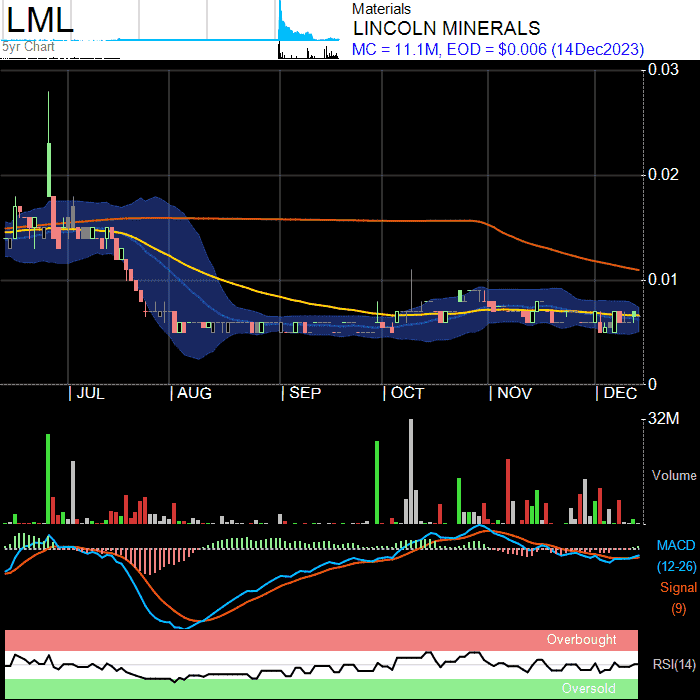 LML
5yr Chart
Materials
LINCOLN MINERALS
MC = 11.1M, EOD = $0.006 (14Dec2023)
0.03
0.02
0.01
0
JUL AUG SEP OCT NOV DEC
32M
Volume
MACD
(12-26)
Signal
(9)
Overbought
RSI(14)
Oversold